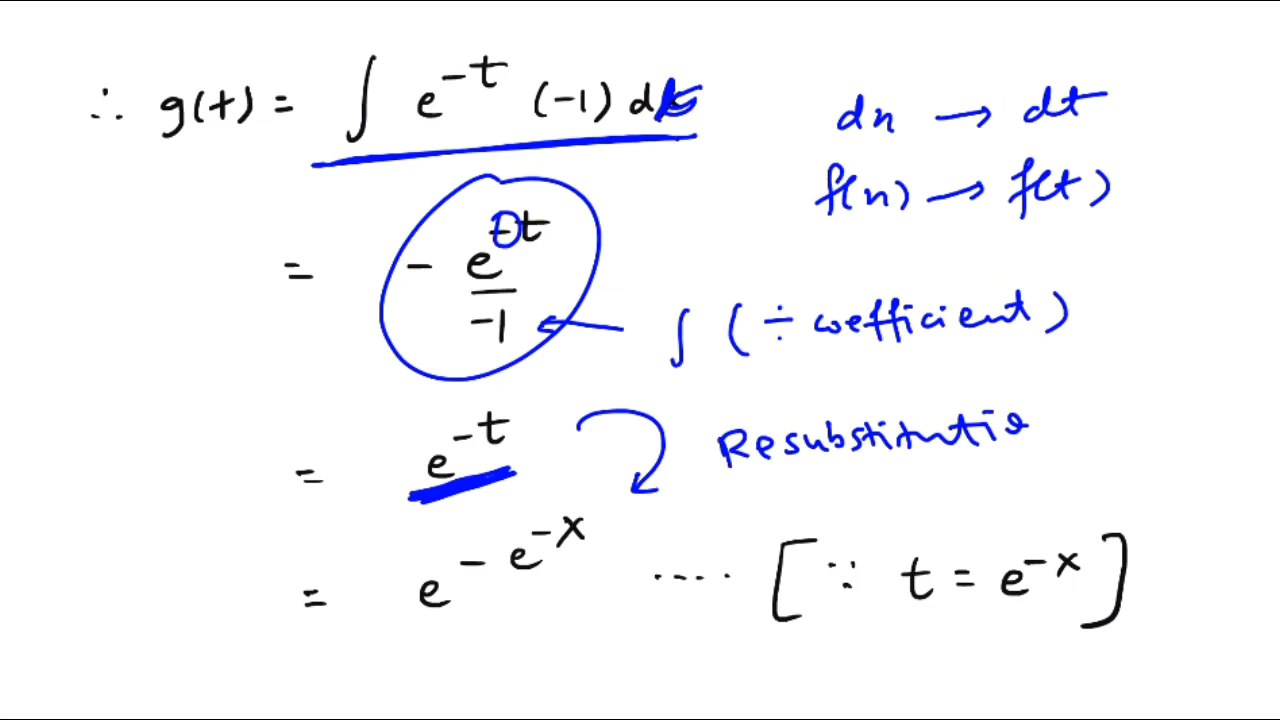 ∴ g(t) = ∫ e^{-t} (-1) dt
dx → dt
f(x) → f(t)
= - e^{-t} / -1
∫ (÷ coefficient)
= e^{-t}
Resubstitutio
= e^{-e^{-x}} .... [∵ t = e^{-x}]